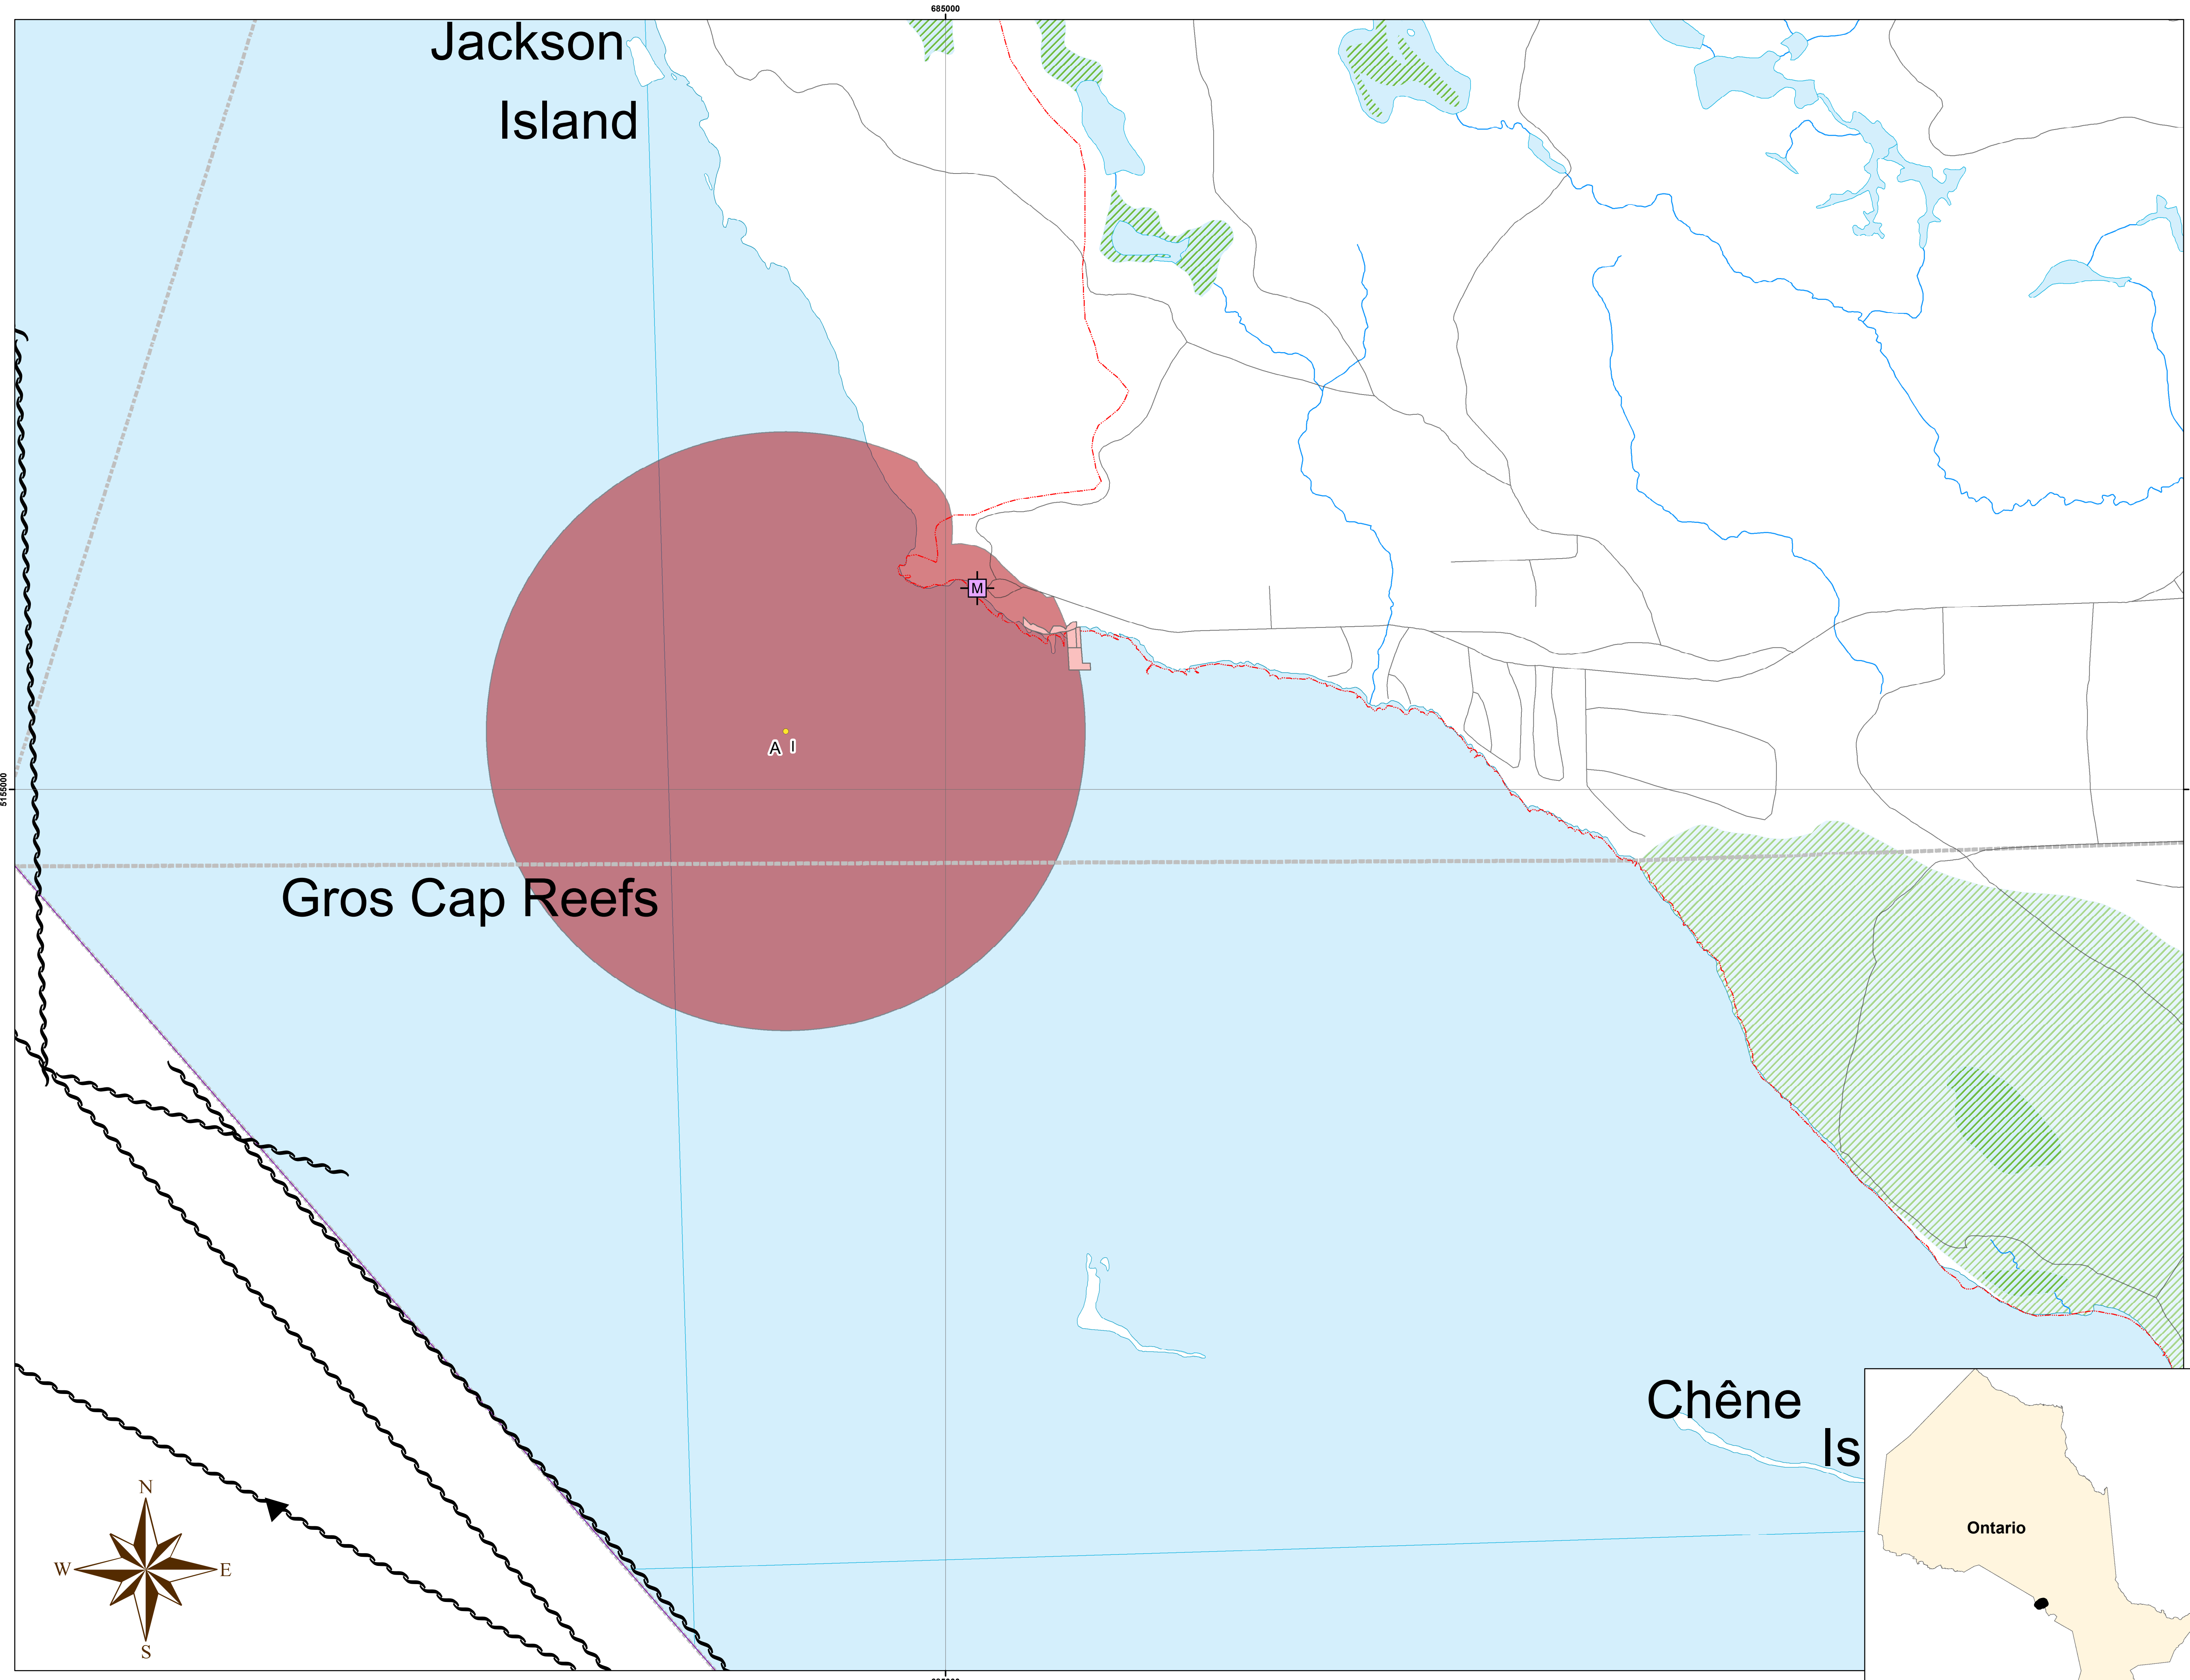 685000
Jackson
Island
M
A I
5155000
Gros Cap Reefs
Chêne
Is
Ontario
N
W E
S